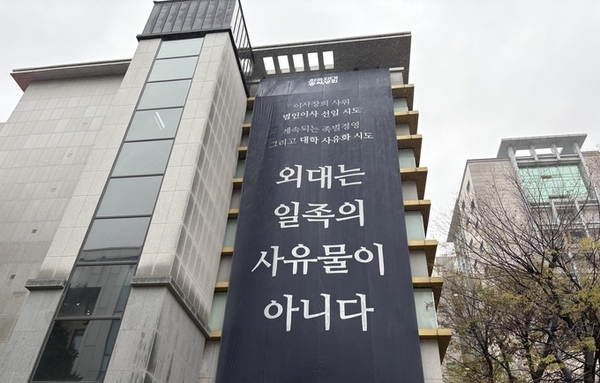 이사장의 사위
법인이사 선임 시도
계속되는 족벌경영
그리고 대학 사유화 시도
외대는
일족의
사유물이
아니다